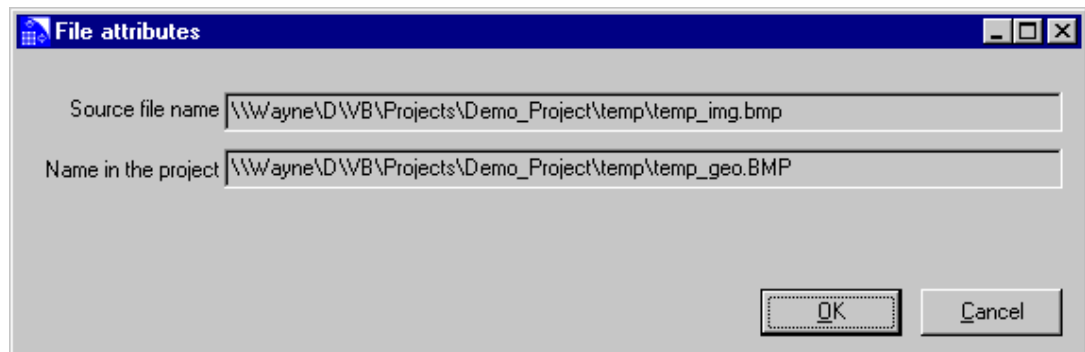 File attributes
Source file name \\Wayne\D\VB\Projects\Demo_Project\temp\temp_img.bmp
Name in the project \\Wayne\D\VB\Projects\Demo_Project\temp\temp_geo.BMP
OK Cancel